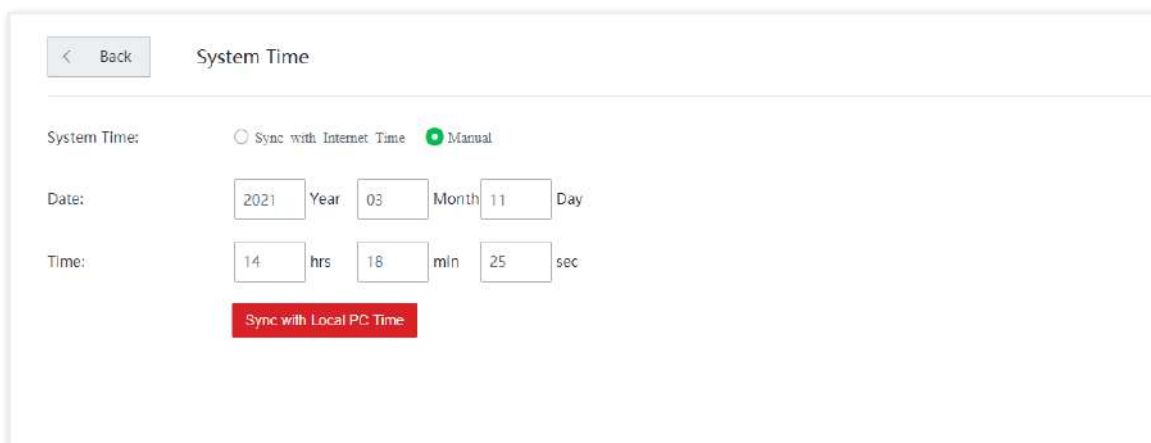 < Back System Time
System Time: Sync with Internet Time Manual
Date: 2021 Year 03 Month 11 Day
Time: 14 hrs 18 min 25 sec
Sync with Local PC Time